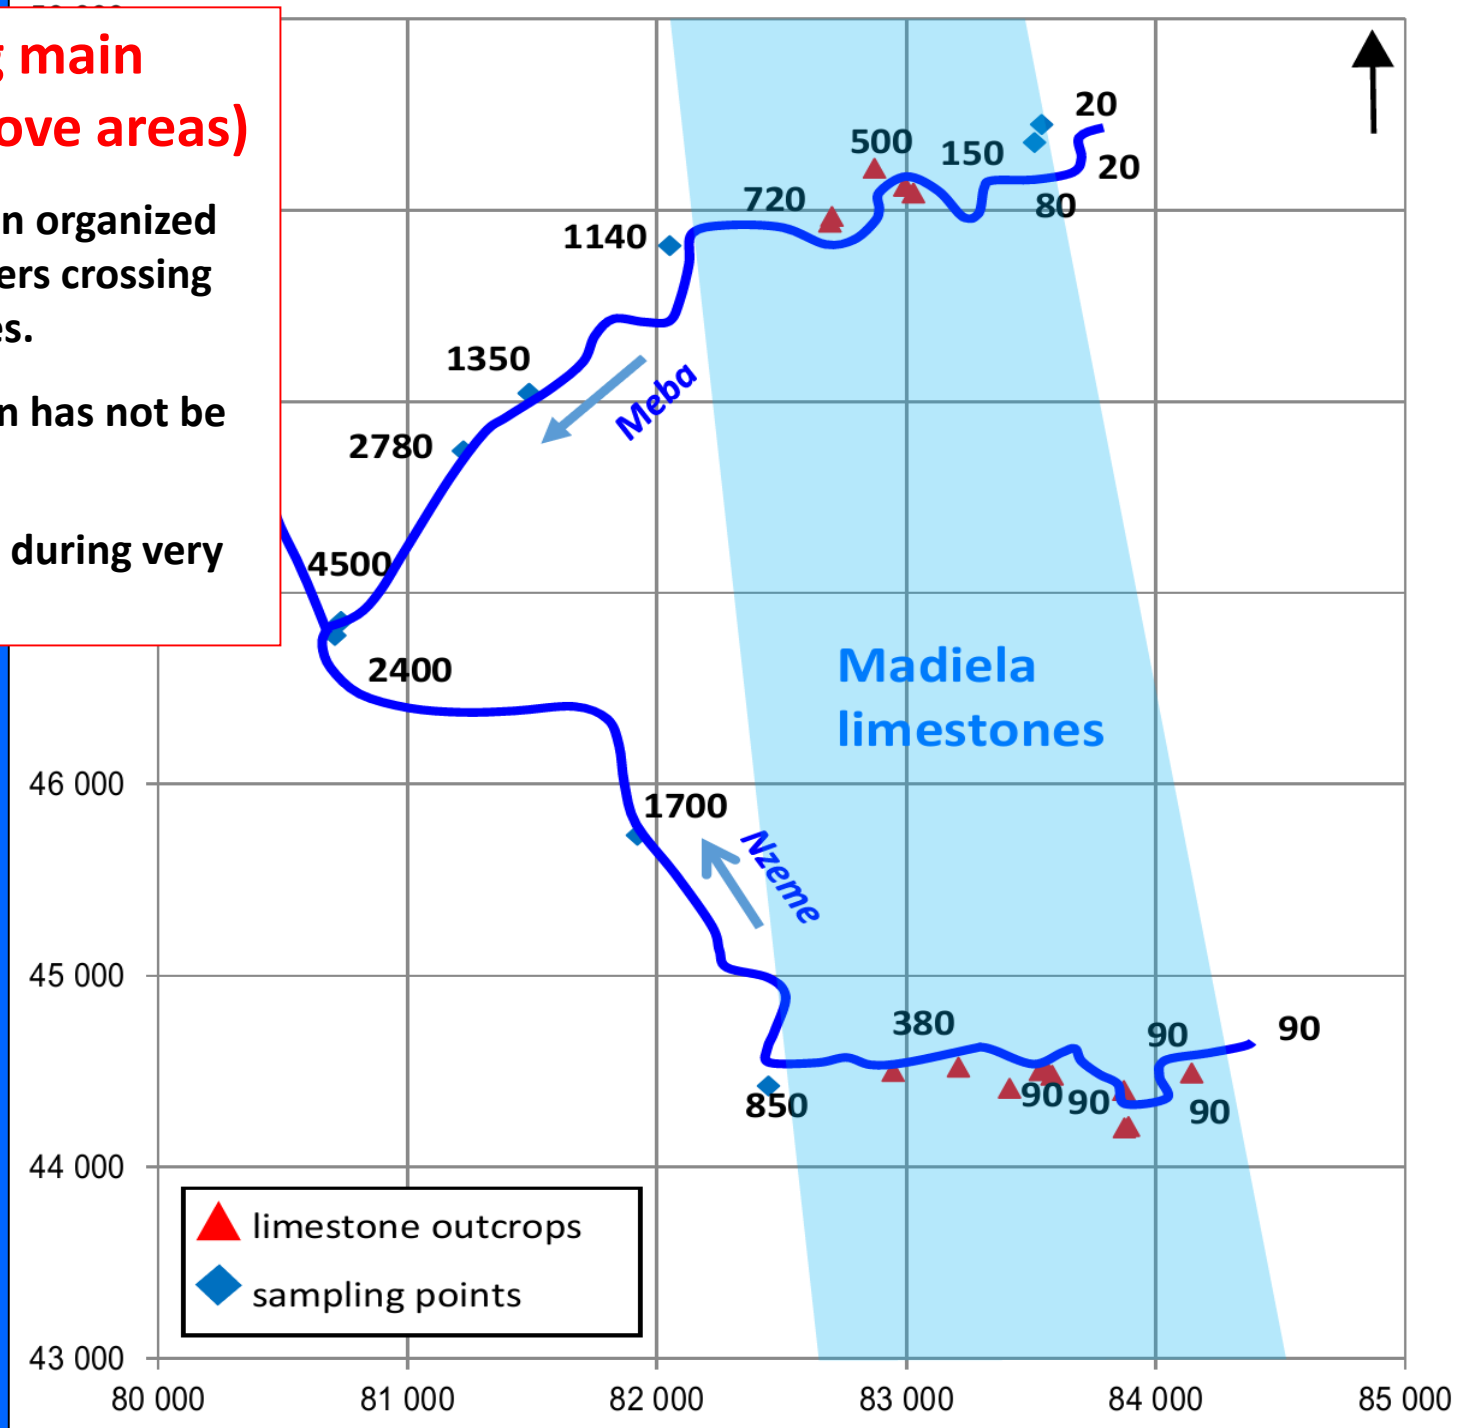 g main
ove areas)
n organized
ers crossing
es.
n has not be
during very
20
500
150
20
720
80
1140
1350
Meba
2780
4500
2400
Madiela
limestones
46 000
1700
Nzeme
45 000
380
90
90
90
90
90
850
44 000
limestone outcrops
sampling points
43 000
80 000
81 000
82 000
83 000
84 000
85 000